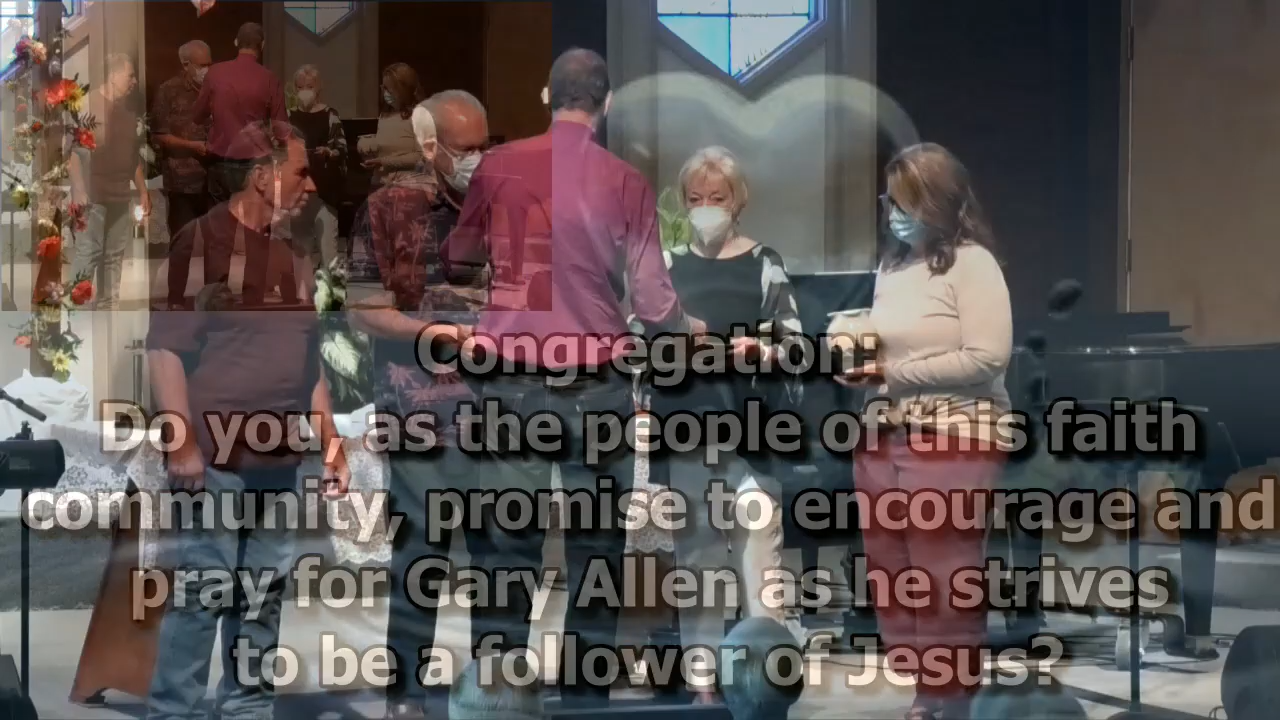 Congregation:
Do you, as the people of this faith
community, promise to encourage and
pray for Gary Allen as he strives
to be a follower of Jesus?